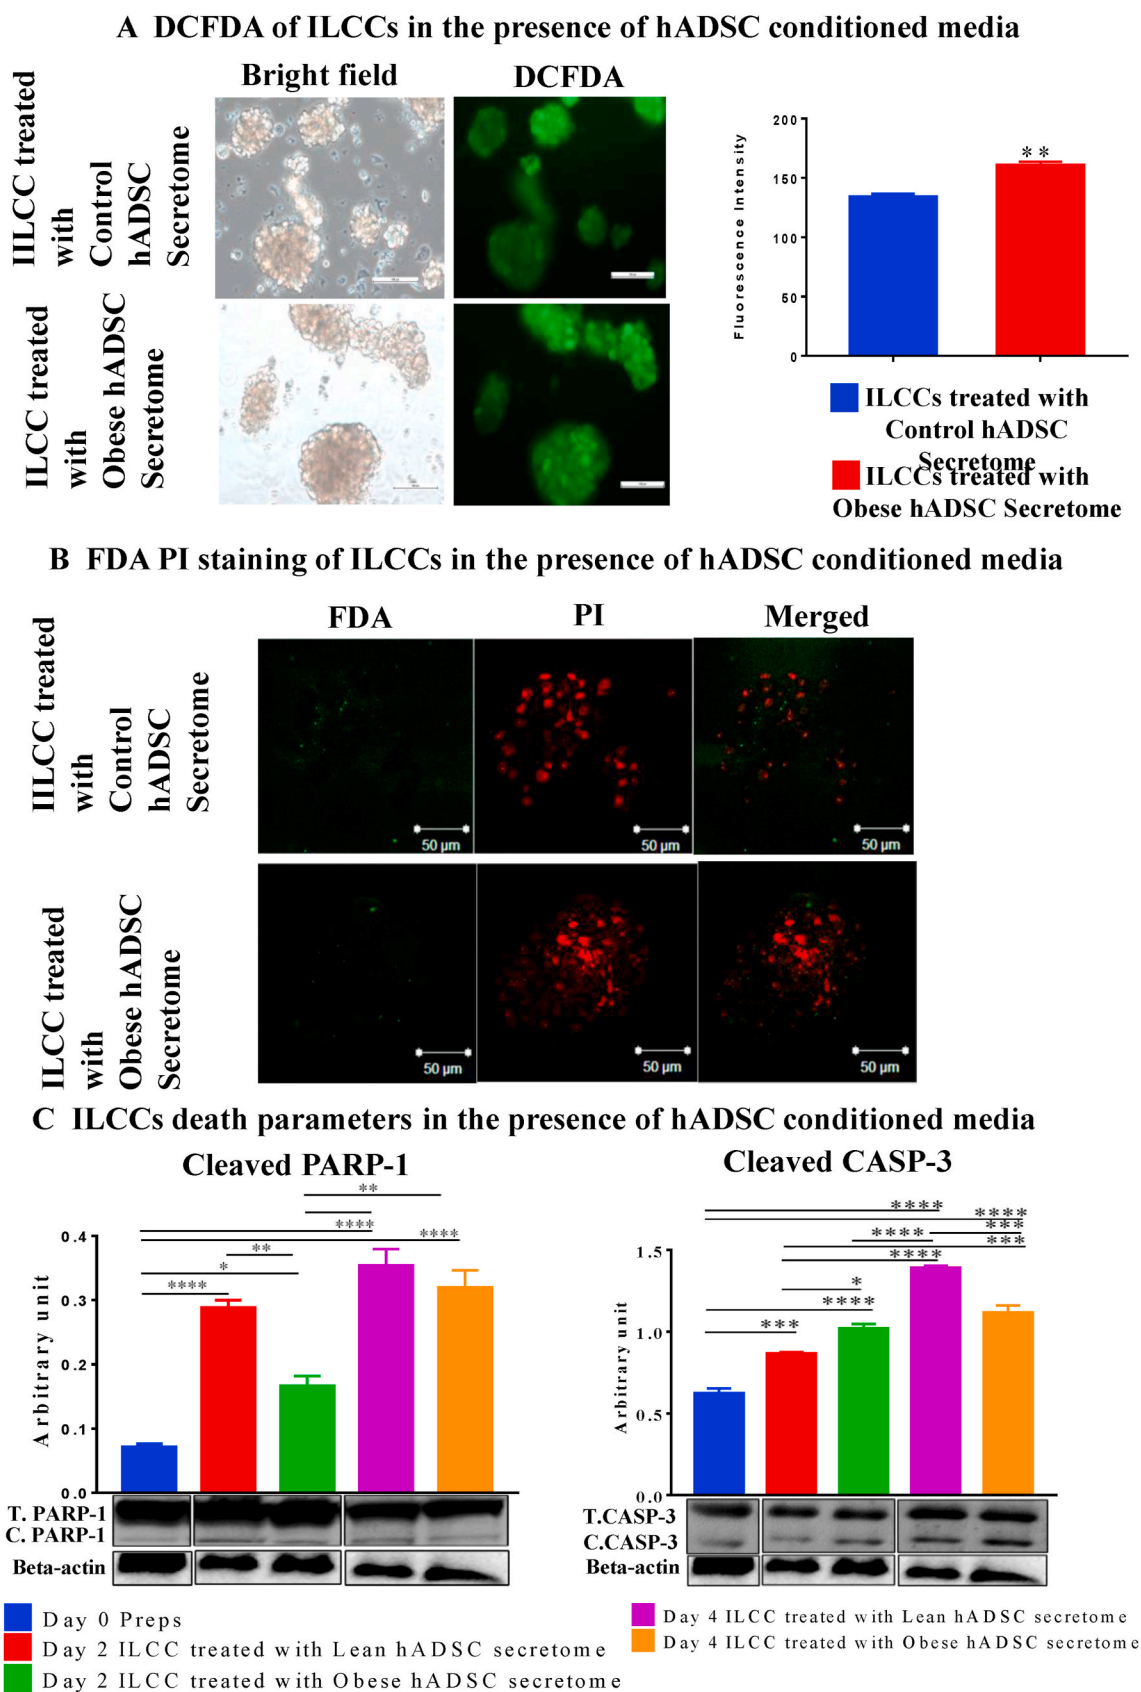 A DCFDA of ILCCs in the presence of hADSC conditioned media
Bright field
DCFDA
IILCC treated
with
Control
hADSC
Secretome
ILCC treated
with
Obese hADSC
Secretome
Fluorescence Intensity
200
150
100
50
0
**
ILCCs treated with
Control hADSC
Secretome
ILCCs treated with
Obese hADSC Secretome
B FDA PI staining of ILCCs in the presence of hADSC conditioned media
FDA
PI
Merged
IILCC treated
with
Control
hADSC
Secretome
50 µm
50 µm
50 µm
ILCC treated
with
Obese hADSC
Secretome
50 µm
50 µm
50 µm
C ILCCs death parameters in the presence of hADSC conditioned media
Cleaved PARP-1
Arbitrary unit
0.4
0.3
0.2
0.1
0.0
**
****
****
**
*
****
T. PARP-1
C. PARP-1
Beta-actin
Cleaved CASP-3
Arbitrary unit
1.5
1.0
0.5
0.0
****
****
***
****
***
****
*
****
***
T.CASP-3
C.CASP-3
Beta-actin
Day 0 Preps
Day 2 ILCC treated with Lean hADSC secretome
Day 2 ILCC treated with Obese hADSC secretome
Day 4 ILCC treated with Lean hADSC secretome
Day 4 ILCC treated with Obese hADSC secretome